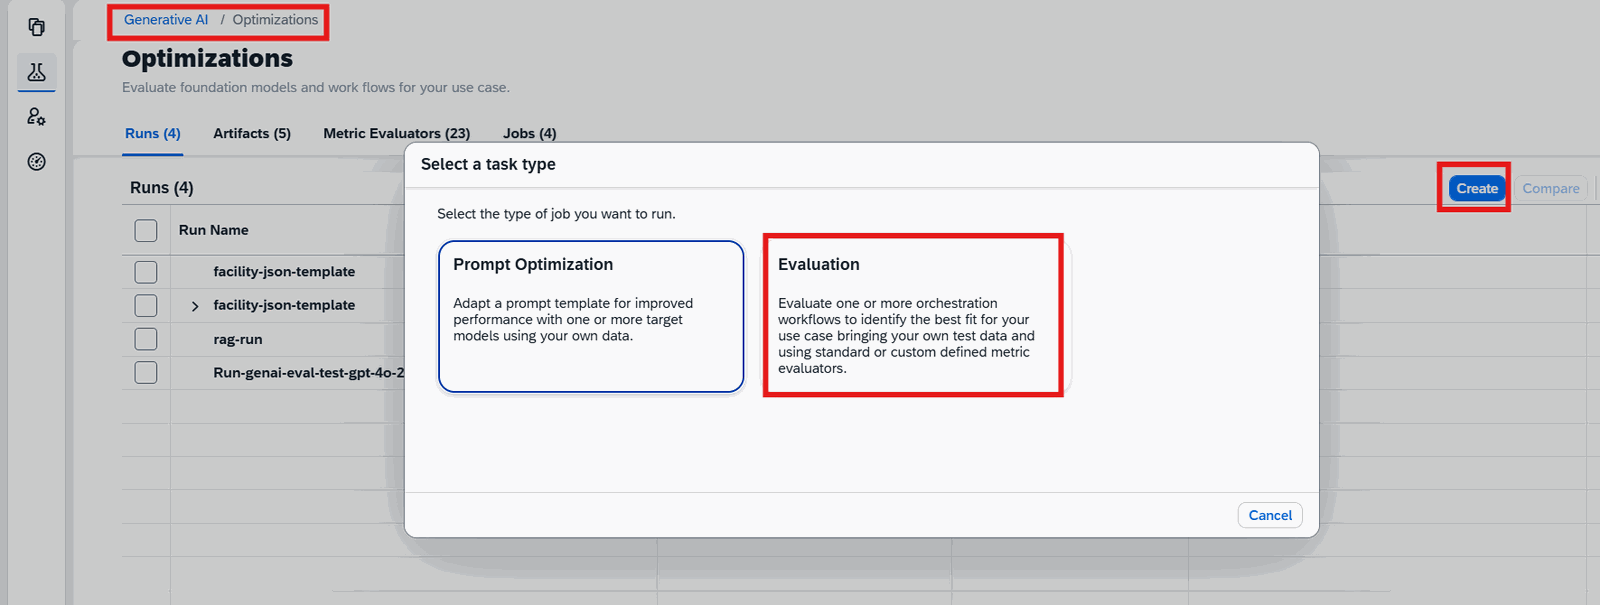 Generative AI / Optimizations
Optimizations
Evaluate foundation models and work flows for your use case.
Runs (4) Artifacts (5) Metric Evaluators (23) Jobs (4)
Select a task type
Runs (4)
Create Compare
Select the type of job you want to run.
Run Name
Prompt Optimization
Adapt a prompt template for improved
performance with one or more target
models using your own data.
Evaluation
Evaluate one or more orchestration
workflows to identify the best fit for your
use case bringing your own test data and
using standard or custom defined metric
evaluators.
facility-json-template
facility-json-template
rag-run
Run-genai-eval-test-gpt-4o-2
Cancel